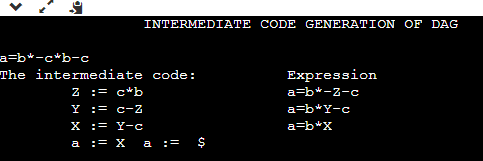 INTERMEDIATE CODE GENERATION OF DAG
a=b*-c*b-c
The intermediate code: Expression
Z := c*b a=b*-Z-c
Y := c-Z a=b*Y-c
X := Y-c a=b*X
a := X a := $